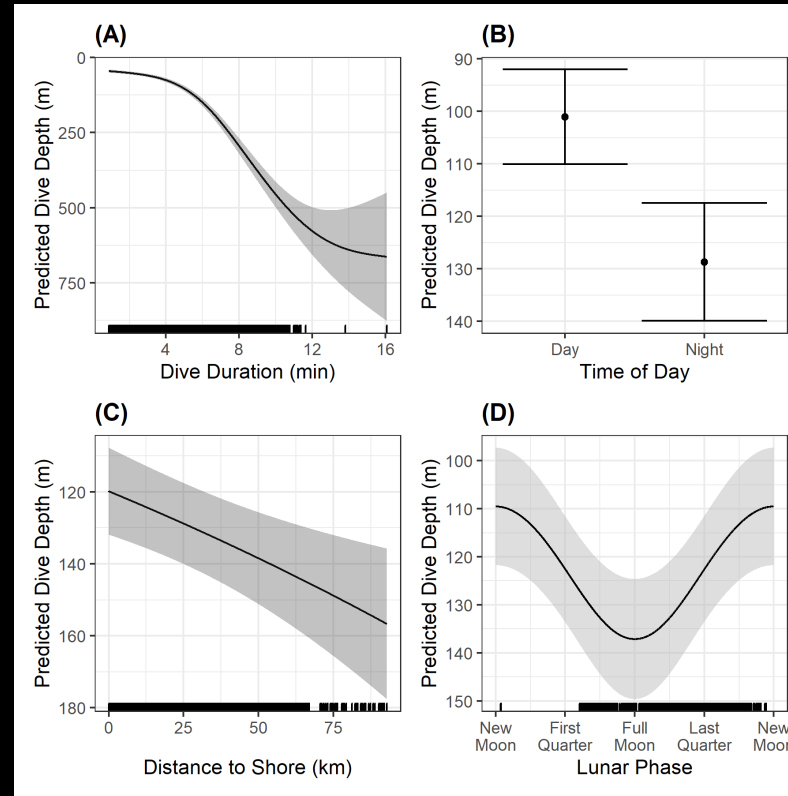 (A)
0
250
500
750
Predicted Dive Depth (m)
4 8 12 16
Dive Duration (min)
(B)
90
100
110
120
130
140
Predicted Dive Depth (m)
Day Night
Time of Day
(C)
120
140
160
180
Predicted Dive Depth (m)
0 25 50 75
Distance to Shore (km)
(D)
100
110
120
130
140
150
Predicted Dive Depth (m)
New First Full Last New
Moon Quarter Moon Quarter Moon
Lunar Phase